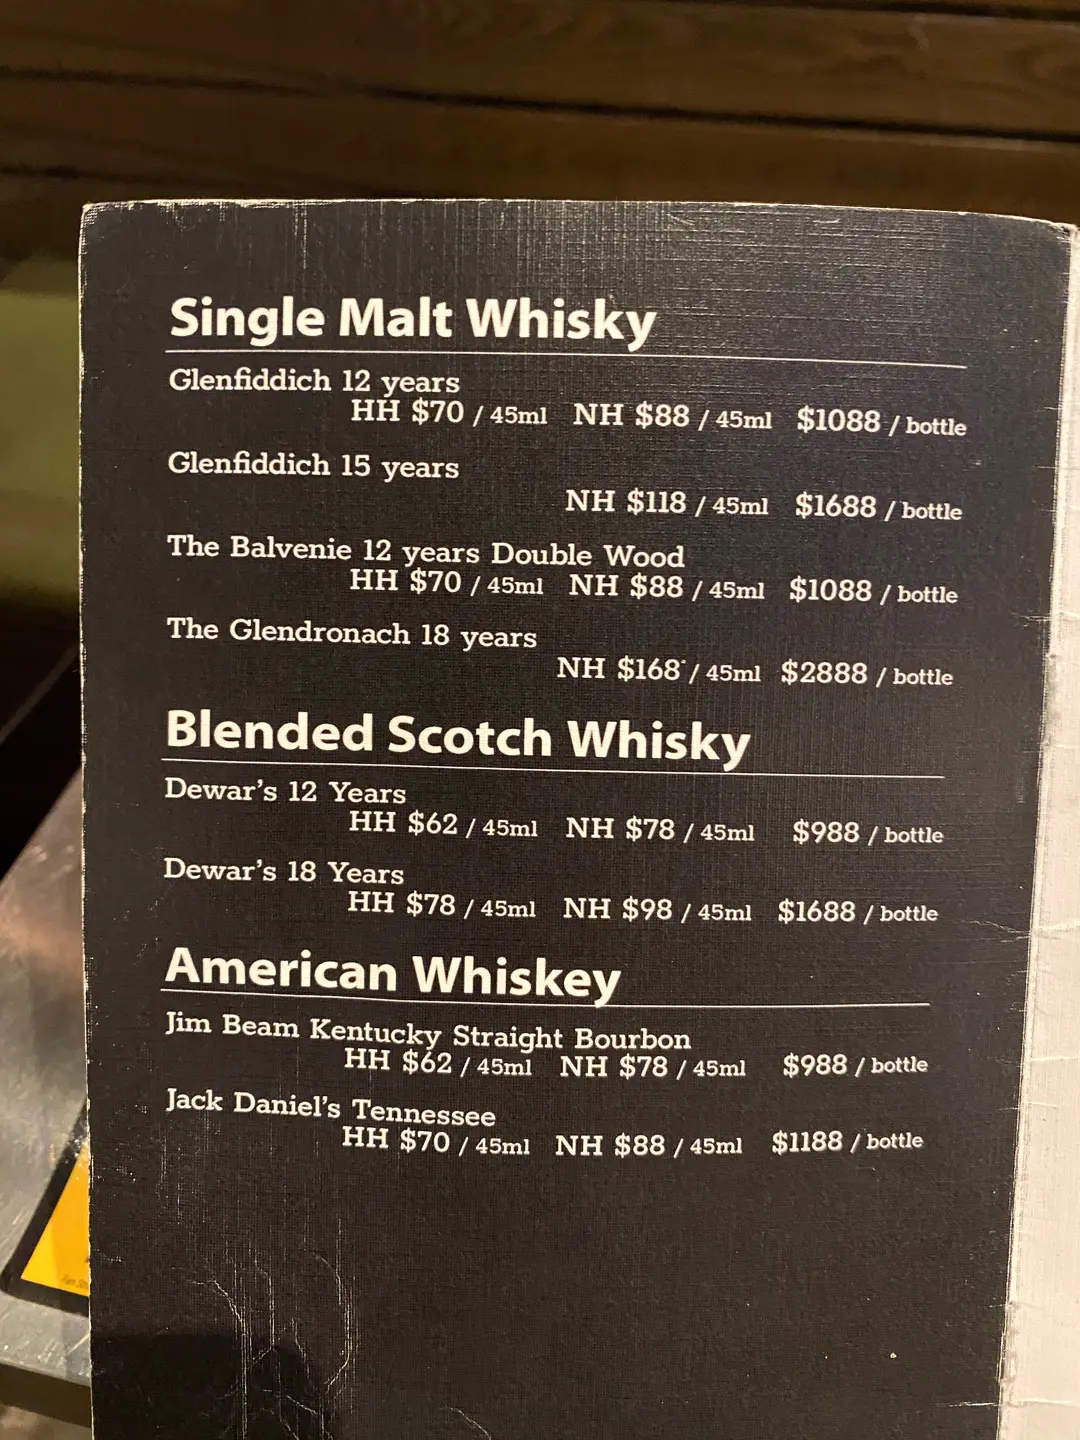 Single Malt Whisky
Glenfiddich 12 years
HH $70 / 45ml NH $88 / 45ml $1088 / bottle
Glenfiddich 15 years
NH $118 / 45ml $1688 / bottle
The Balvenie 12 years Double Wood
HH $70 / 45ml NH $88 / 45ml $1088 / bottle
The Glendronach 18 years
NH $168 / 45ml $2888 / bottle
Blended Scotch Whisky
Dewar's 12 Years
HH $62 / 45ml NH $78 / 45ml $988 / bottle
Dewar's 18 Years
HH $78 / 45ml NH $98 / 45ml $1688 / bottle
American Whiskey
Jim Beam Kentucky Straight Bourbon
HH $62 / 45ml NH $78 / 45ml $988 / bottle
Jack Daniel's Tennessee
HH $70 / 45ml NH $88 / 45ml $1188 / bottle